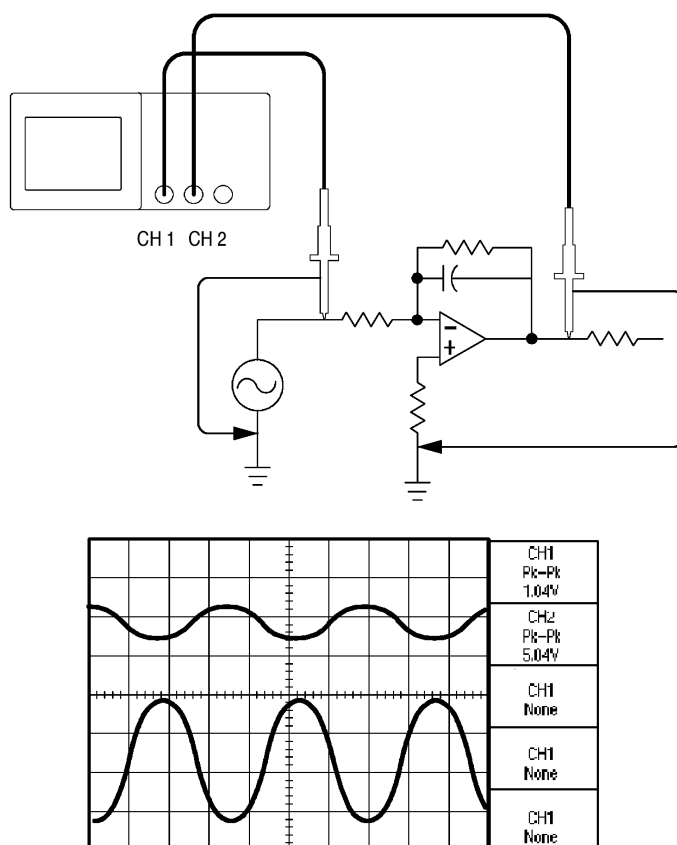 CH 1 CH 2
CH1
Pk-Pk
1.04V
CH2
Pk-Pk
5.04V
CH1
None
CH1
None
CH1
None